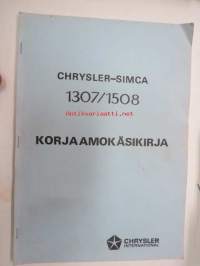 CHRYSLER-SIMCA
1307/1508
KORJAAMOKÄSIKIRJA
CHRYSLER
INTERNATIONAL